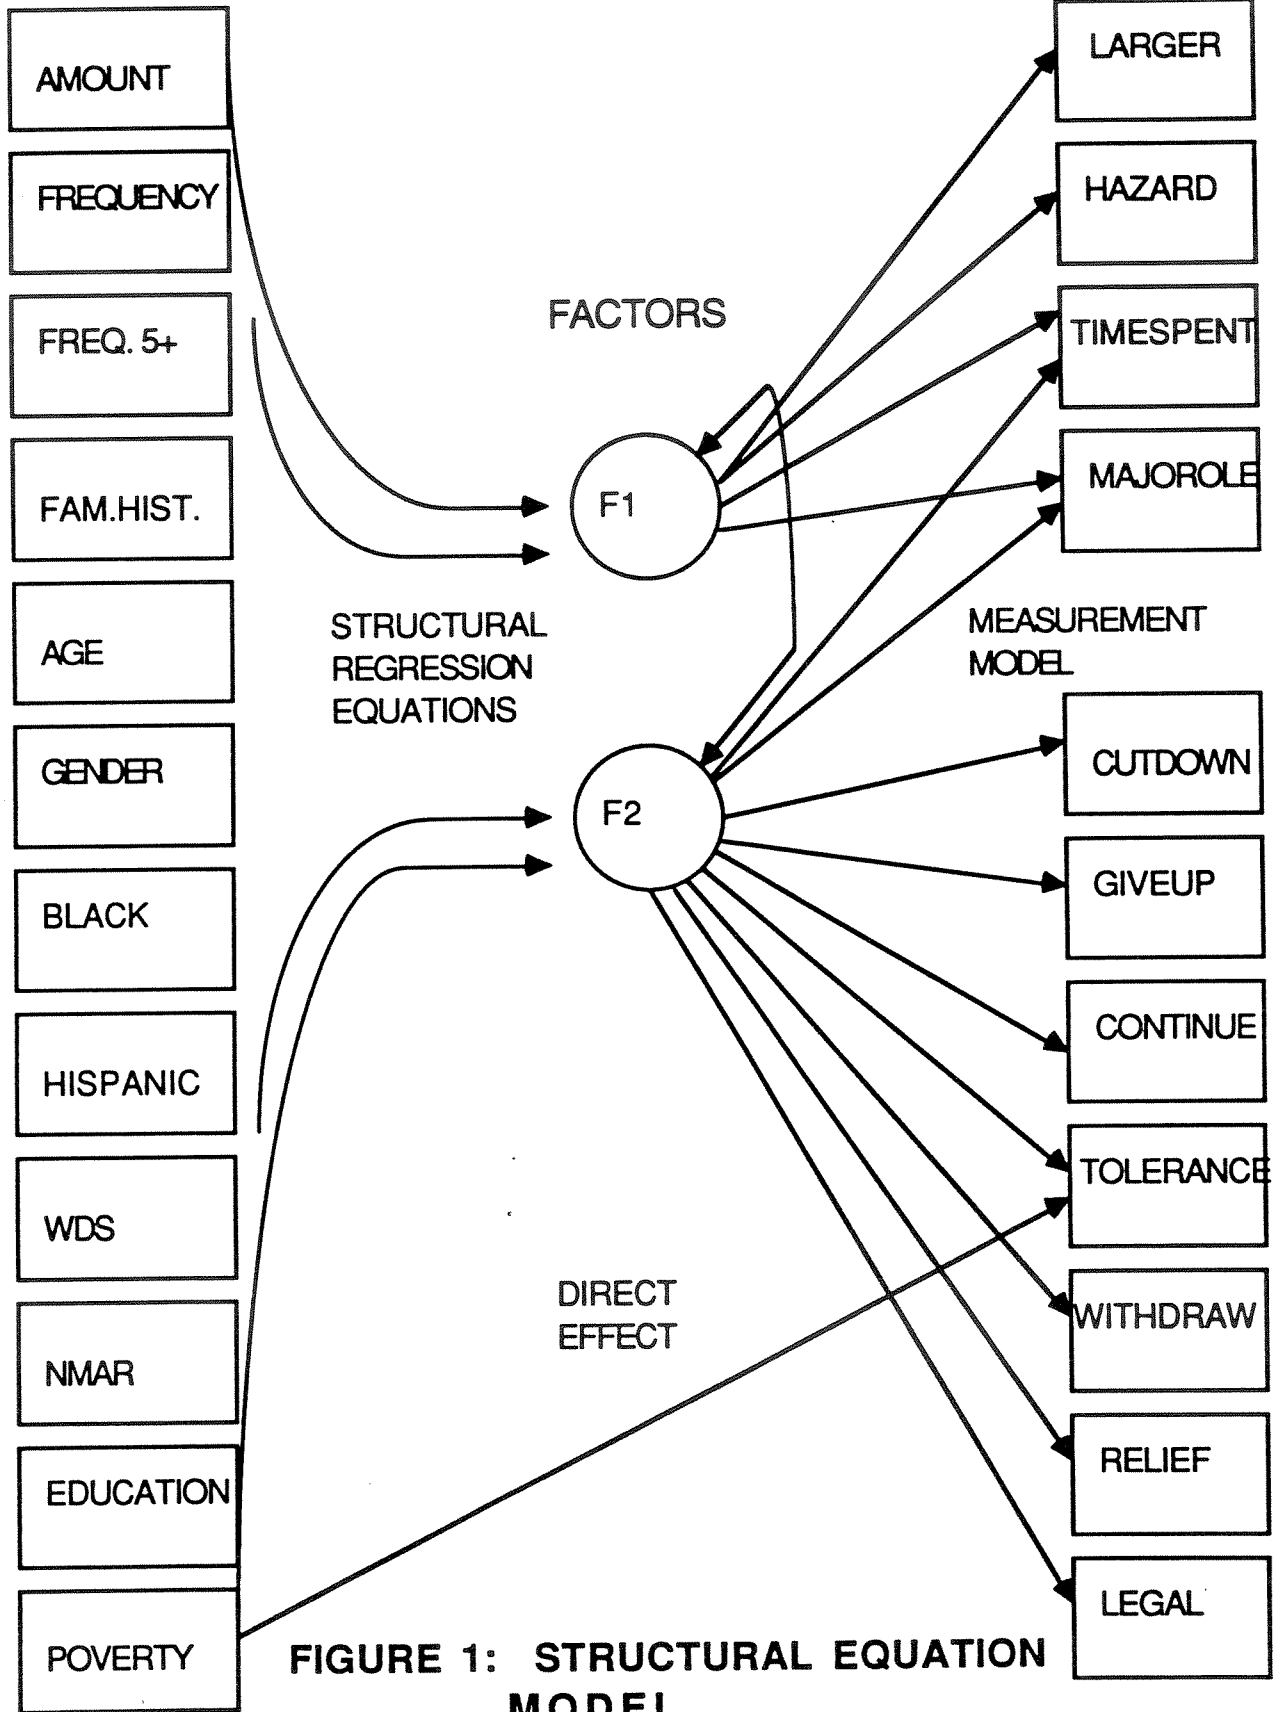 AMOUNT
FREQUENCY
FREQ. 5+
FAM.HIST.
AGE
GENDER
BLACK
HISPANIC
WDS
NMAR
EDUCATION
POVERTY
FACTORS
F1
STRUCTURAL
REGRESSION
EQUATIONS
F2
DIRECT
EFFECT
LARGER
HAZARD
TIMESPENT
MAJOROLE
MEASUREMENT
MODEL
CUTDOWN
GIVEUP
CONTINUE
TOLERANCE
WITHDRAW
RELIEF
LEGAL
FIGURE 1: STRUCTURAL EQUATION
MODEL